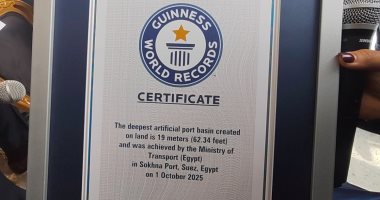 GUINNESS
WORLD RECORDS
CERTIFICATE
The deepest artificial port basin created
on land is 19 meters (62.34 feet)
and was achieved by the Ministry of
Transport (Egypt)
in Sokhna Port, Suez, Egypt
on 1 October 2025